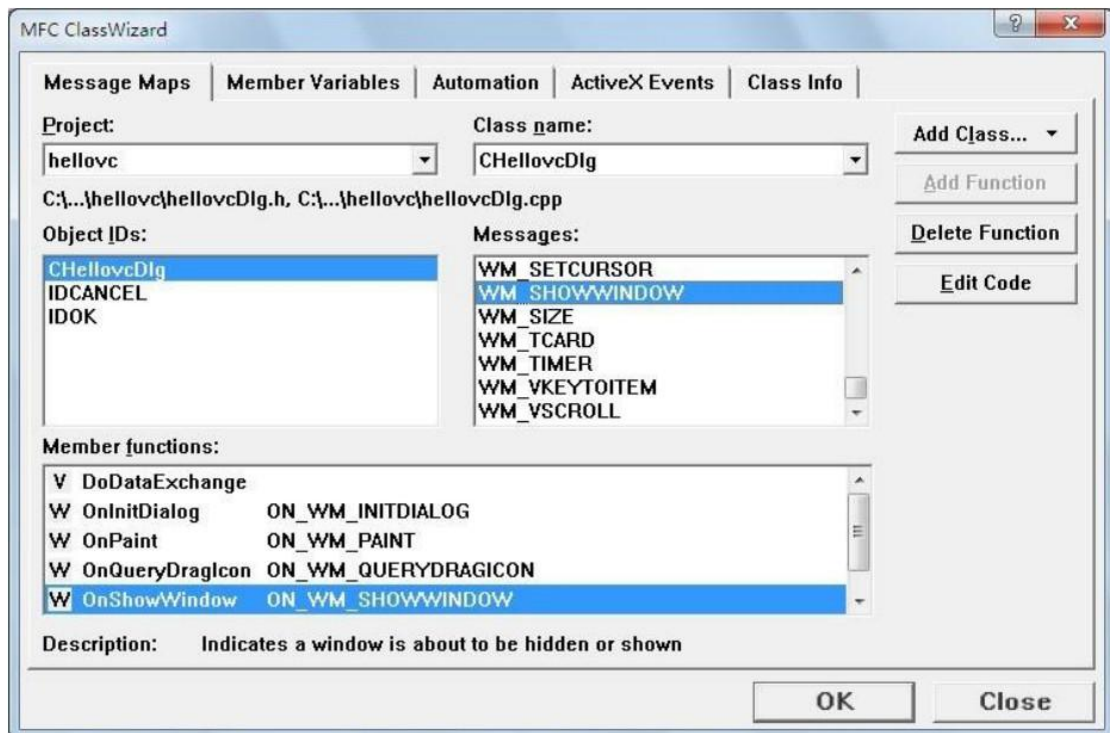 MFC ClassWizard
Message Maps Member Variables Automation ActiveX Events Class Info
Project: Class name:
hellovc CHellovcDlg Add Class...
C:\...\hellovc\hellovcDlg.h, C:\...\hellovc\hellovcDlg.cpp Add Function
Object IDs: Messages: Delete Function
CHellovcDlg WM_SETCURSOR
IDCANCEL WM_SHOWWINDOW Edit Code
IDOK WM_SIZE
WM_TCARD
WM_TIMER
WM_VKEYTOITEM
WM_VSCROLL
Member functions:
V DoDataExchange
W OnInitDialog ON_WM_INITDIALOG
W OnPaint ON_WM_PAINT
W OnQueryDragIcon ON_WM_QUERYDRAGICON
W OnShowWindow ON_WM_SHOWWINDOW
Description: Indicates a window is about to be hidden or shown
OK Close